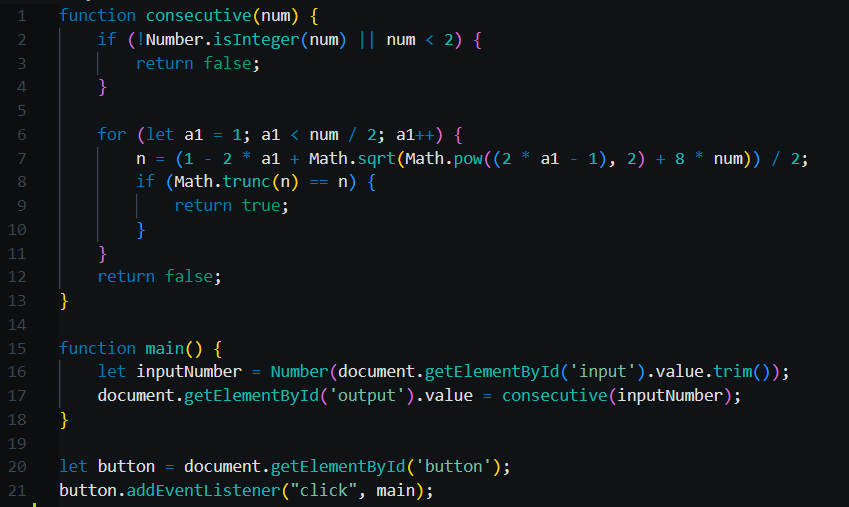 1 function consecutive(num) {
2 if (!Number.isInteger(num) || num < 2) {
3 return false;
4 }
5
6 for (let a1 = 1; a1 < num / 2; a1++) {
7 n = (1 - 2 * a1 + Math.sqrt(Math.pow((2 * a1 - 1), 2) + 8 * num)) / 2;
8 if (Math.trunc(n) == n) {
9 return true;
10 }
11 }
12 return false;
13 }
14
15 function main() {
16 let inputNumber = Number(document.getElementById('input').value.trim());
17 document.getElementById('output').value = consecutive(inputNumber);
18 }
19
20 let button = document.getElementById('button');
21 button.addEventListener("click", main);